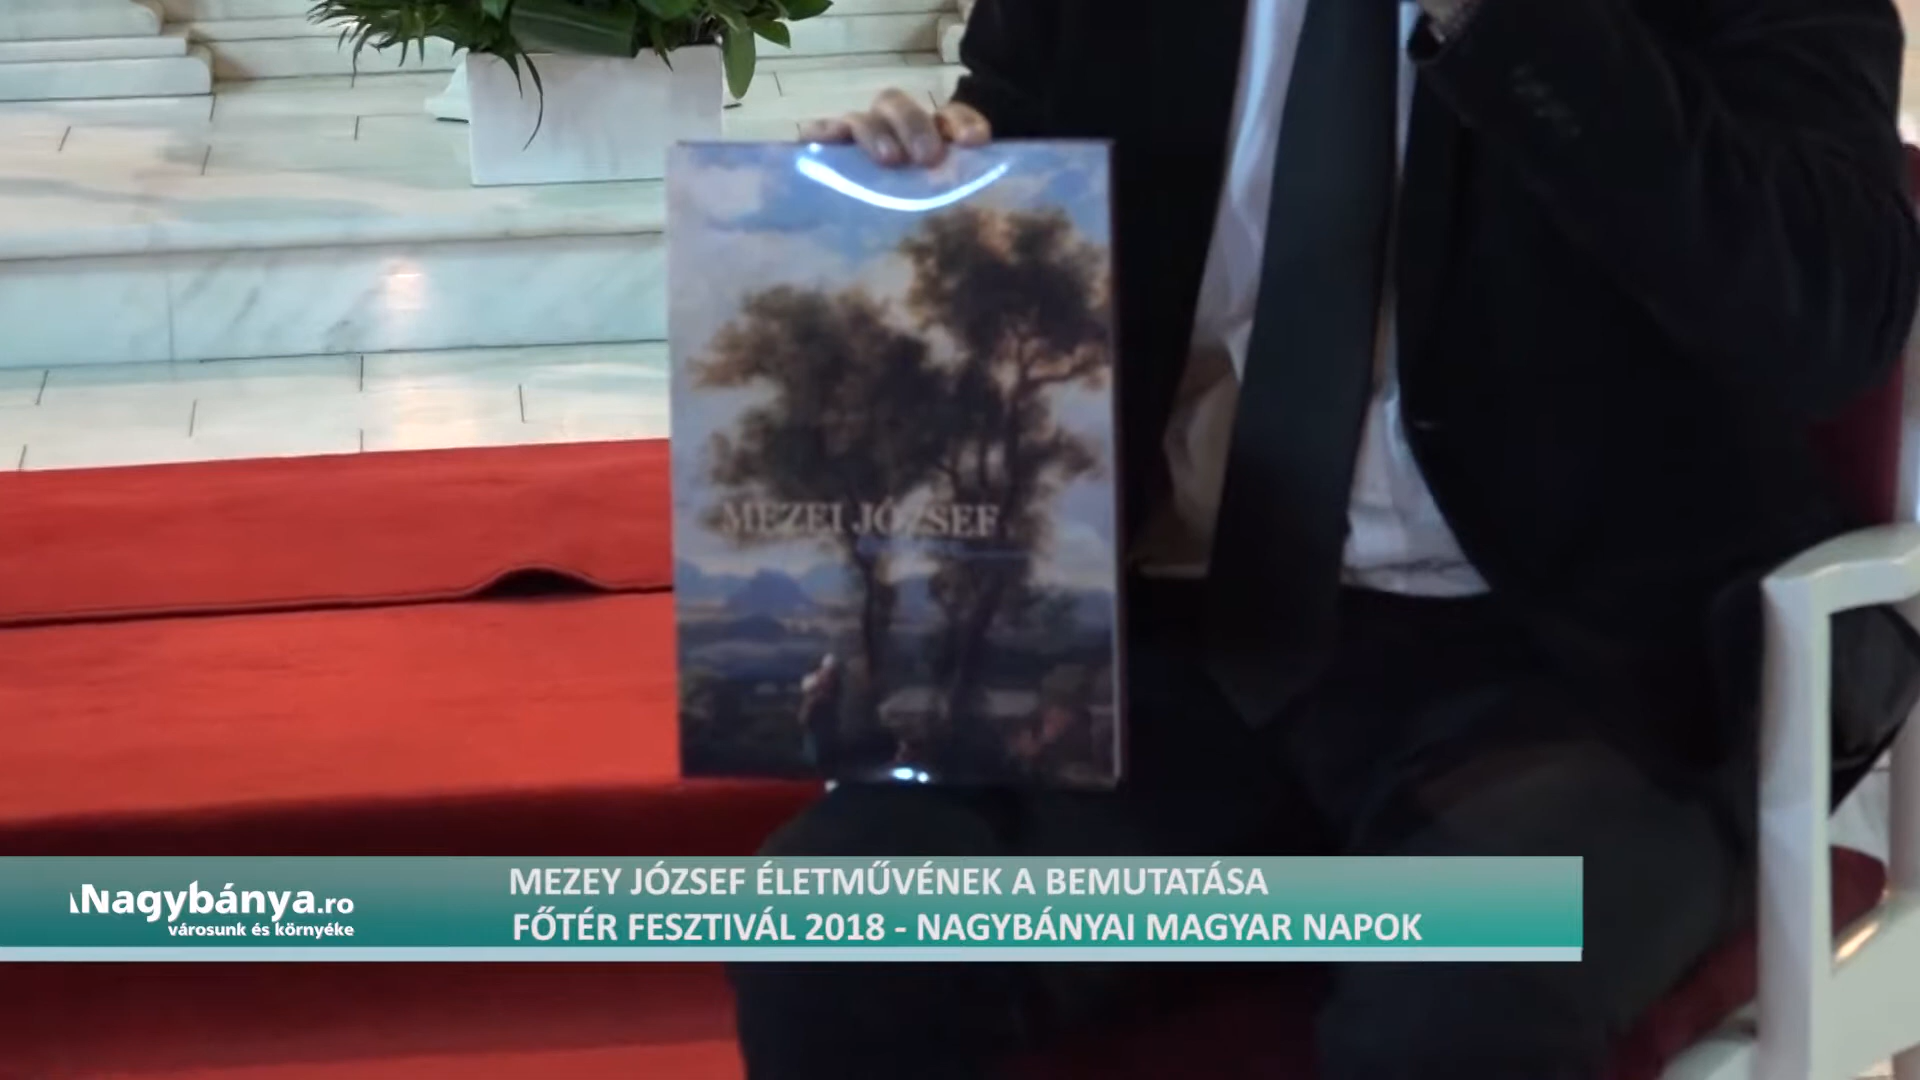 MEZEI JÓZSEF
Nagybánya.ro
városunk és környéke
MEZEY JÓZSEF ÉLETMŰVÉNEK A BEMUTATÁSA
FŐTÉR FESZTIVÁL 2018 - NAGYBÁNYAI MAGYAR NAPOK